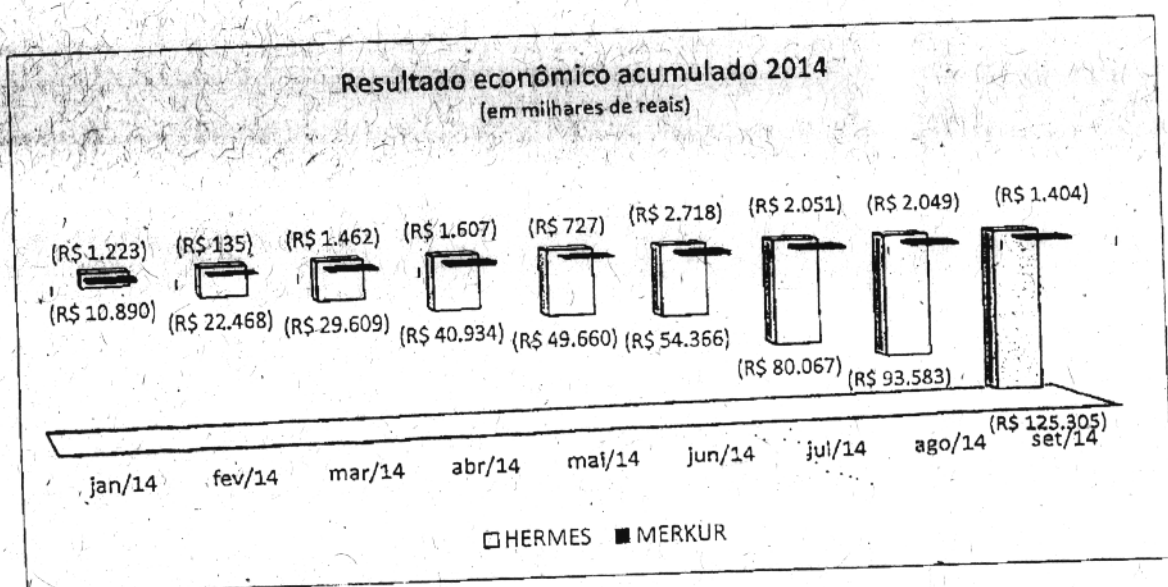 Resultado econômico acumulado 2014
(em milhares de reais)
(R$ 1.223) (R$ 135) (R$ 1.462) (R$ 1.607) (R$ 727) (R$ 2.718) (R$ 2.051) (R$ 2.049) (R$ 1.404)
(R$ 10.890) (R$ 22.468) (R$ 29.609) (R$ 40.934) (R$ 49.660) (R$ 54.366) (R$ 80.067) (R$ 93.583) (R$ 125.305)
jan/14 fev/14 mar/14 abr/14 mai/14 jun/14 jul/14 ago/14 set/14
HERMES MERKUR